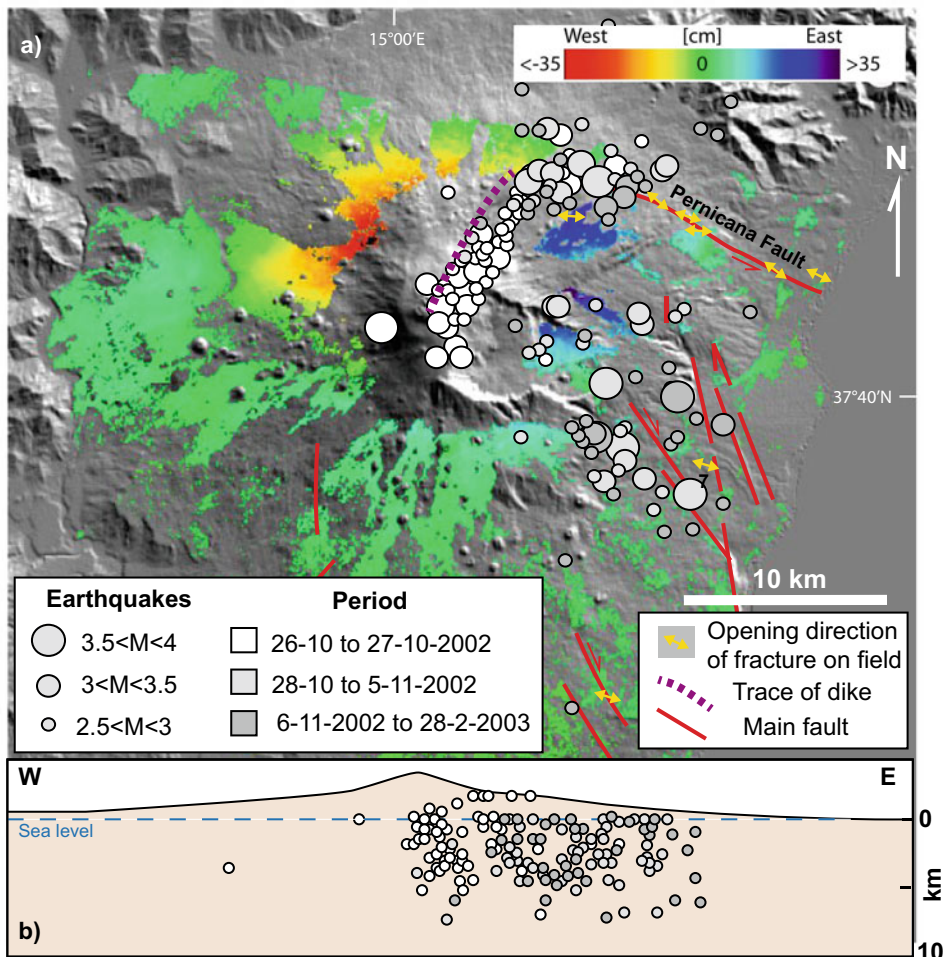 a)
15°00′E
West [cm] East
<-35 0 >35
N
Pernicana Fault
37°40′N
7
10 km
Earthquakes
3.5<M<4
3<M<3.5
2.5<M<3
Period
26-10 to 27-10-2002
28-10 to 5-11-2002
6-11-2002 to 28-2-2003
Opening direction
of fracture on field
Trace of dike
Main fault
W
E
Sea level
0
km
10
b)